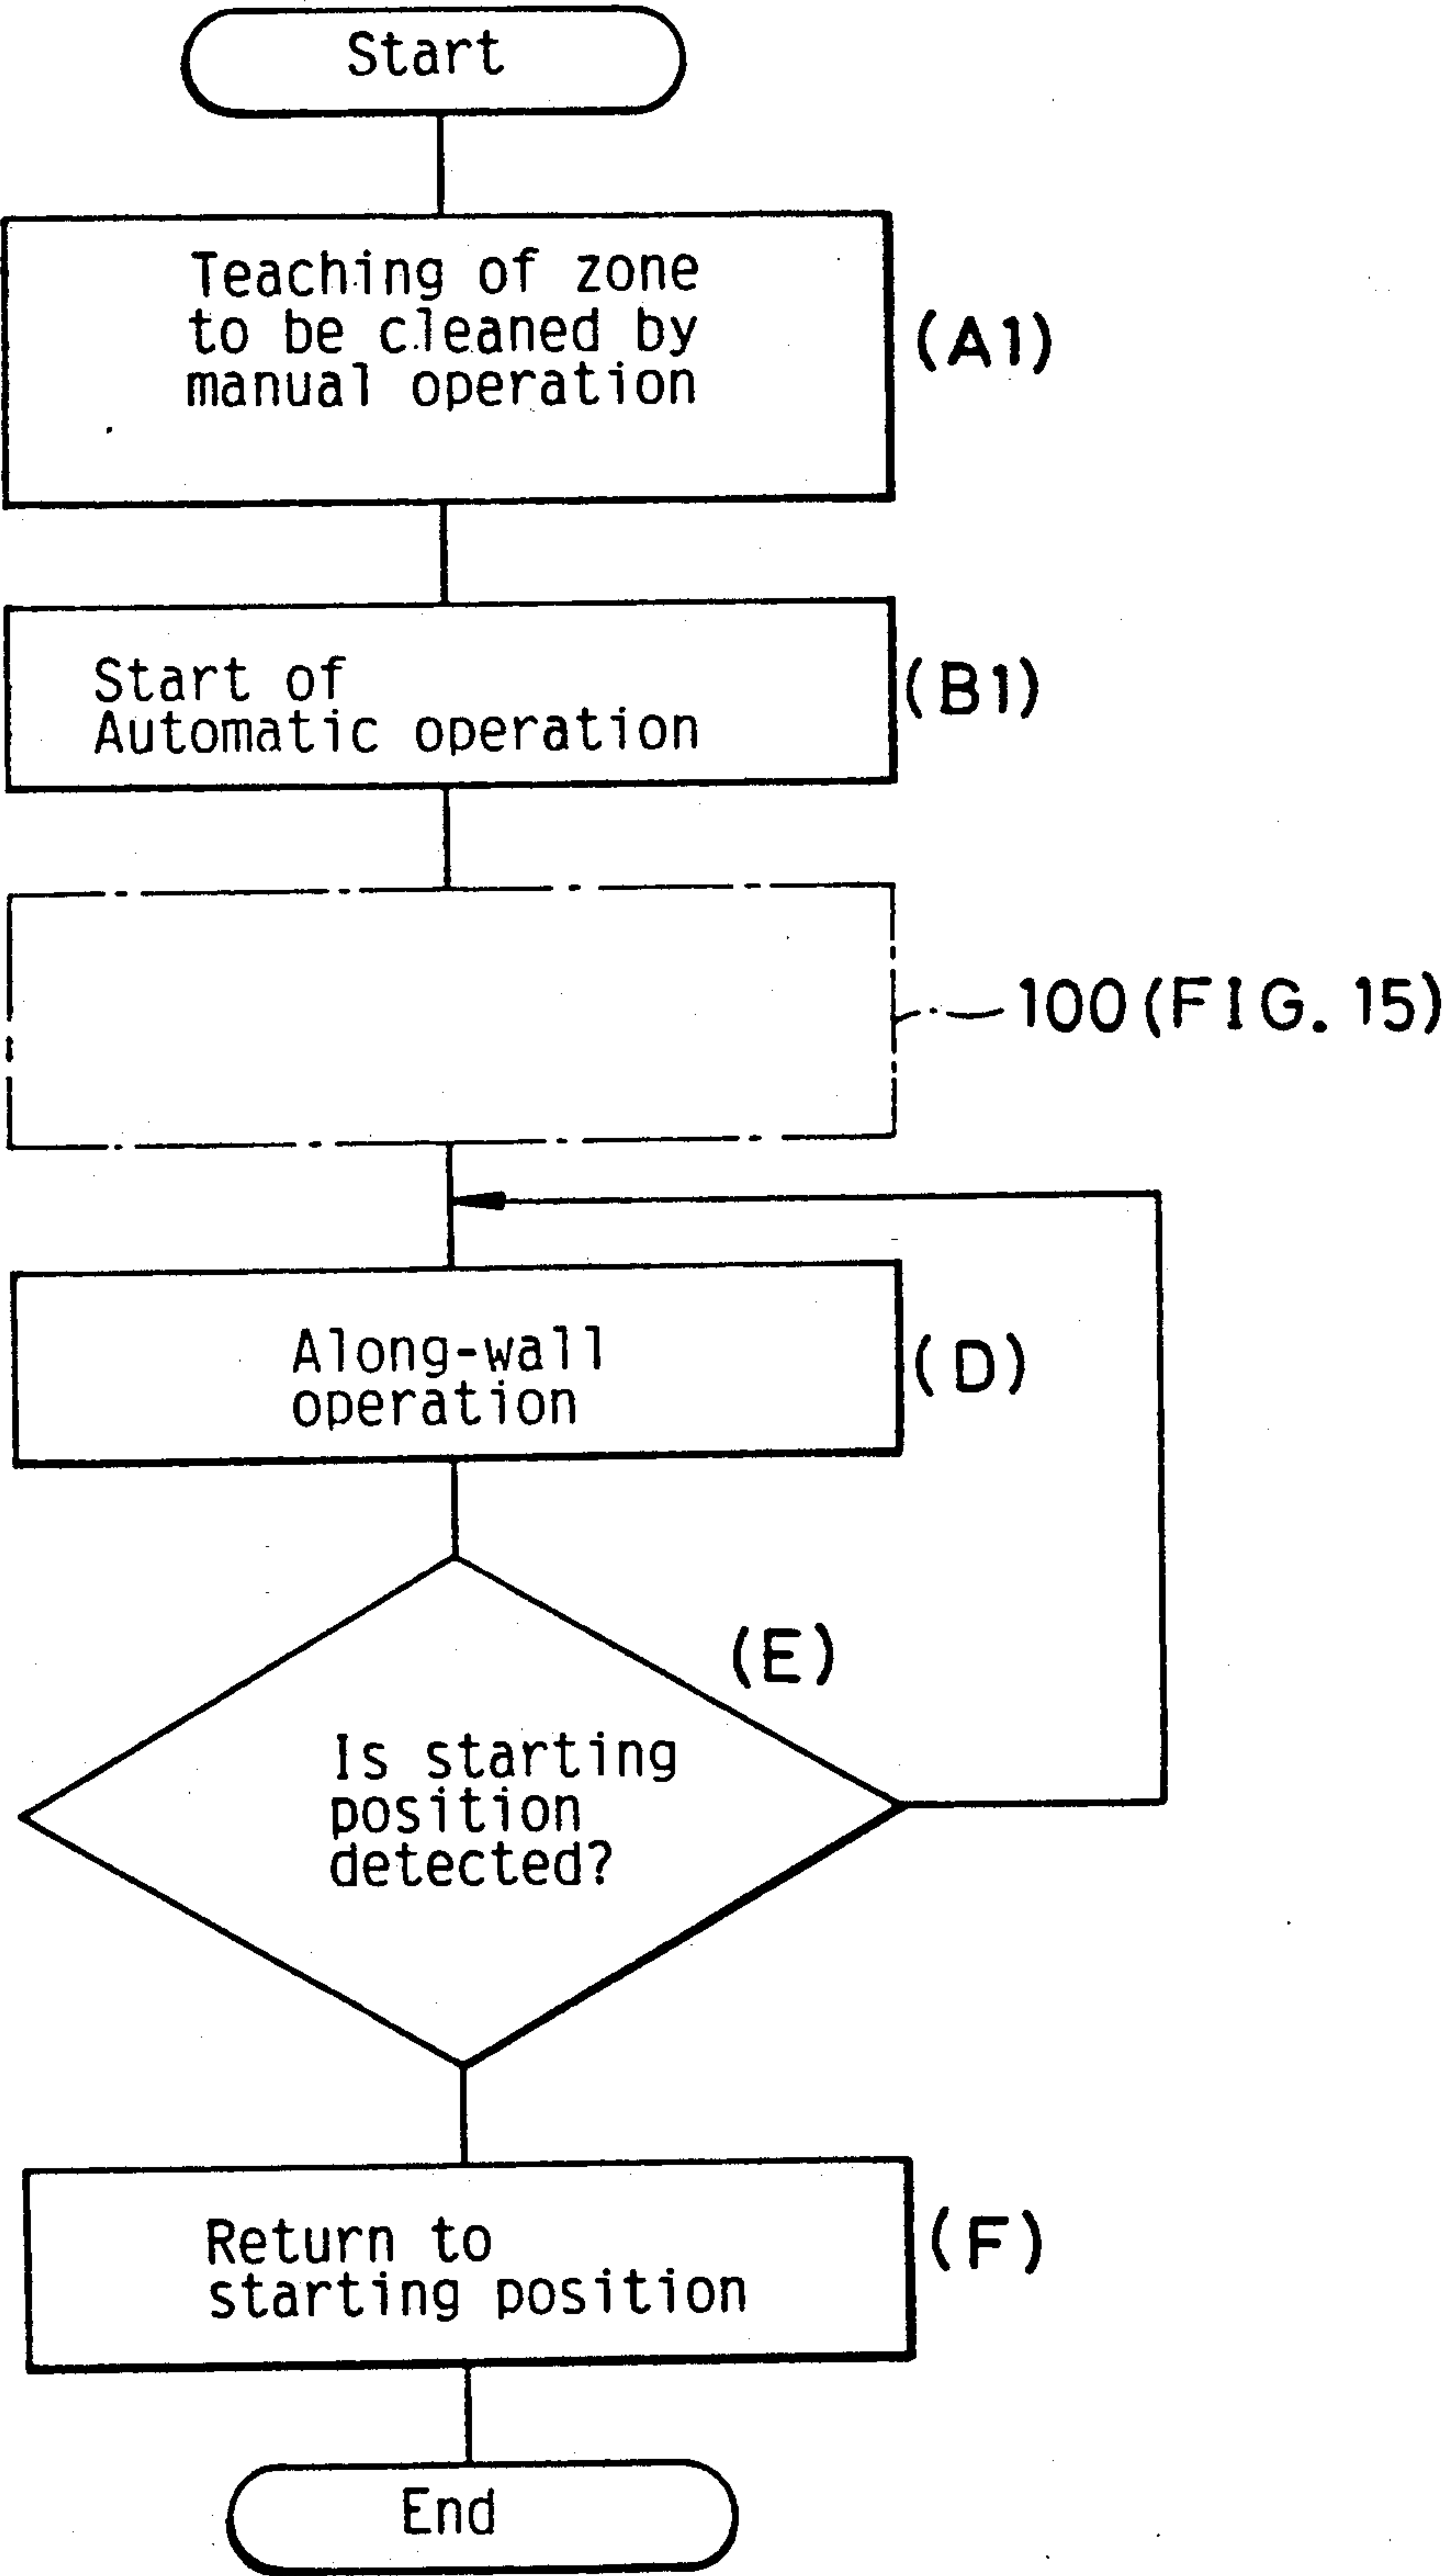 Start
Teaching of zone
to be cleaned by
manual operation
(A1)
Start of
Automatic operation
(B1)
100 (FIG. 15)
Along-wall
operation
(D)
(E)
Is starting
position
detected?
Return to
starting position
(F)
End